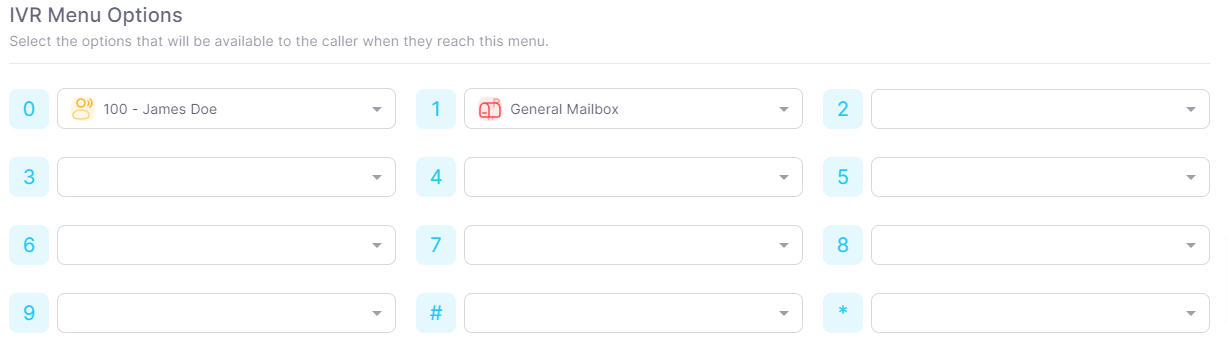 IVR Menu Options
Select the options that will be available to the caller when they reach this menu.
0 100 - James Doe 1 General Mailbox 2
3 4 5
6 7 8
9 # *